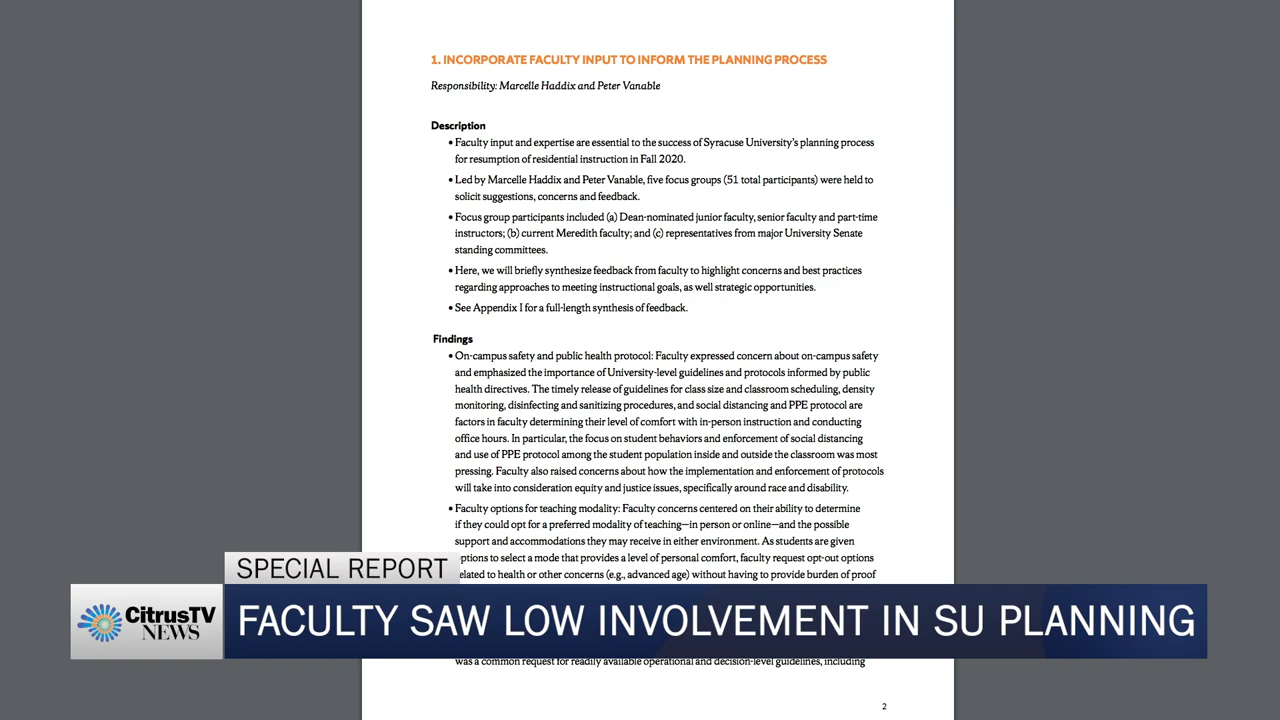 1. INCORPORATE FACULTY INPUT TO INFORM THE PLANNING PROCESS
Responsibility: Marcelle Haddix and Peter Vanable
Description
• Faculty input and expertise are essential to the success of Syracuse University's planning process
for resumption of residential instruction in Fall 2020.
• Led by Marcelle Haddix and Peter Vanable, five focus groups (51 total participants) were held to
solicit suggestions, concerns and feedback.
• Focus group participants included (a) Dean-nominated junior faculty, senior faculty and part-time
instructors; (b) current Meredith faculty; and (c) representatives from major University Senate
standing committees.
• Here, we will briefly synthesize feedback from faculty to highlight concerns and best practices
regarding approaches to meeting instructional goals, as well strategic opportunities.
• See Appendix I for a full-length synthesis of feedback.
Findings
• On-campus safety and public health protocol: Faculty expressed concern about on-campus safety
and emphasized the importance of University-level guidelines and protocols informed by public
health directives. The timely release of guidelines for class size and classroom scheduling, density
monitoring, disinfecting and sanitizing procedures, and social distancing and PPE protocol are
factors in faculty determining their level of comfort with in-person instruction and conducting
office hours. In particular, the focus on student behaviors and enforcement of social distancing
and use of PPE protocol among the student population inside and outside the classroom was most
pressing. Faculty also raised concerns about how the implementation and enforcement of protocols
will take into consideration equity and justice issues, specifically around race and disability.
• Faculty options for teaching modality: Faculty concerns centered on their ability to determine
if they could opt for a preferred modality of teaching—in person or online—and the possible
support and accommodations they may receive in either environment. As students are given
options to select a mode that provides a level of personal comfort, faculty request opt-out options
related to health or other concerns (e.g., advanced age) without having to provide burden of proof
SPECIAL REPORT
CitrusTV
NEWS
FACULTY SAW LOW INVOLVEMENT IN SU PLANNING
was a common request for readily available operational and decision-level guidelines, including
2